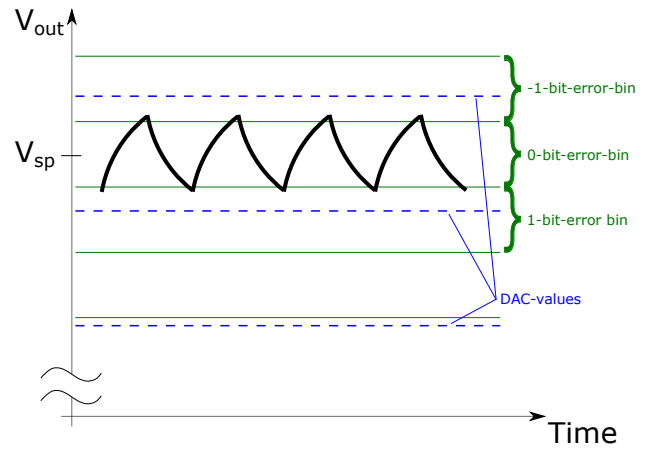 Vout
-1-bit-error-bin
Vsp
0-bit-error-bin
1-bit-error bin
DAC-values
Time